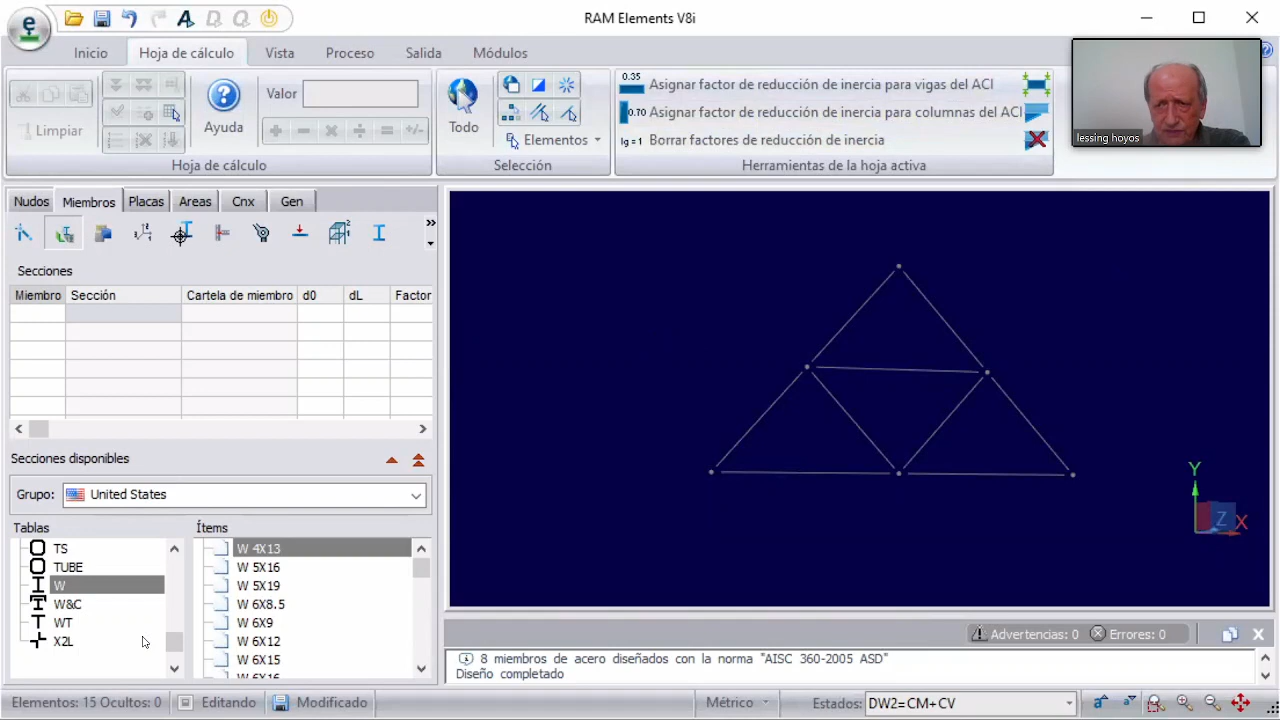 RAM Elements V8i
Inicio Hoja de cálculo Vista Proceso Salida Módulos
Limpiar
Ayuda
Valor
Hoja de cálculo
Todo
Elementos
Selección
0.35 Asignar factor de reducción de inercia para vigas del ACI
0.70 Asignar factor de reducción de inercia para columnas del ACI
Ig = 1 Borrar factores de reducción de inercia
Herramientas de la hoja activa
lessing hoyos
Nudos Miembros Placas Areas Cnx Gen
Secciones
Miembro Sección Cartela de miembro d0 dL Factor
Secciones disponibles
Grupo: United States
Tablas
TS
TUBE
W
W&C
WT
X2L
Ítems
W 4X13
W 5X16
W 5X19
W 6X8.5
W 6X9
W 6X12
W 6X15
W 6X16
Y
Z
X
Advertencias: 0 Errores: 0
8 miembros de acero diseñados con la norma "AISC 360-2005 ASD"
Diseño completado
Elementos: 15 Ocultos: 0 Editando Modificado Métrico Estados: DW2=CM+CV